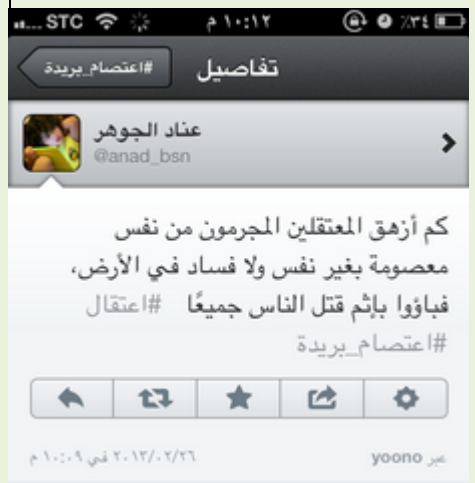 STC ١٠:١٢ م ٪٣٤
#اعتصام_بريدة تفاصيل
عناد الجوهر
@anad_bsn
كم أزهق المعتقلين المجرمون من نفس
معصومة بغير نفس ولا فساد في الأرض،
فباؤوا بإثم قتل الناس جميعًا #اعتقال
#اعتصام_بريدة
٢٠١٣/٠٢/٢٦ في ١٠:٠٩ م عبر yoono